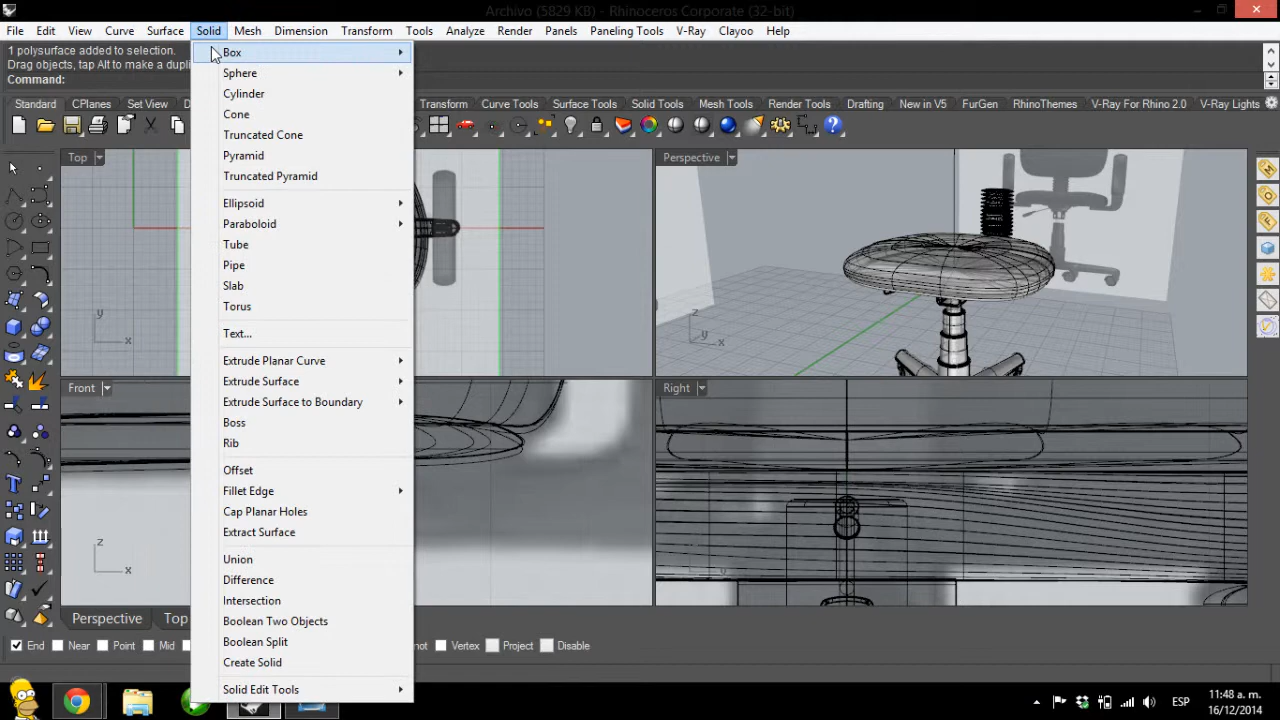 Archivo (5829 KB) - Rhinoceros Corporate (32-bit)
File Edit View Curve Surface Solid Mesh Dimension Transform Tools Analyze Render Panels Paneling Tools V-Ray Clayoo Help
1 polysurface added to selection.
Drag objects, tap Alt to make a dupli
Command:
Standard CPlanes Set View D Transform Curve Tools Surface Tools Solid Tools Mesh Tools Render Tools Drafting New in V5 FurGen RhinoThemes V-Ray For Rhino 2.0 V-Ray Lights
Box
Sphere
Cylinder
Cone
Truncated Cone
Pyramid
Truncated Pyramid
Ellipsoid
Paraboloid
Tube
Pipe
Slab
Torus
Text...
Extrude Planar Curve
Extrude Surface
Extrude Surface to Boundary
Boss
Rib
Offset
Fillet Edge
Cap Planar Holes
Extract Surface
Union
Difference
Intersection
Boolean Two Objects
Boolean Split
Create Solid
Solid Edit Tools
Top
y
x
Perspective
z
y
x
Front
z
x
Right
Perspective Top
End Near Point Mid not Vertex Project Disable
ESP
11:48 a. m.
16/12/2014